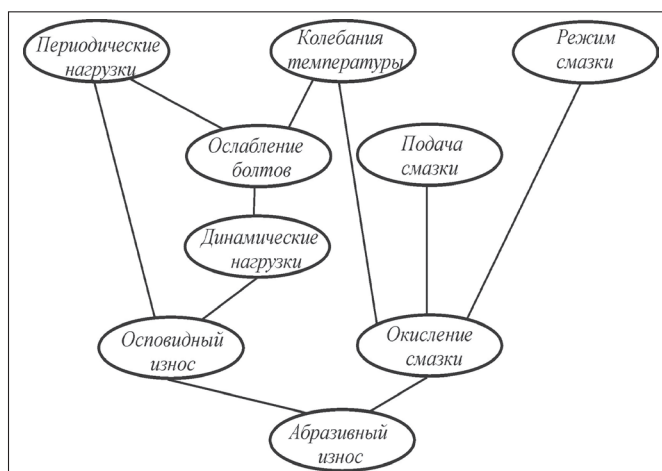 Периодические
нагрузки
Колебания
температуры
Режим
смазки
Ослабление
болтов
Подача
смазки
Динамические
нагрузки
Осповидный
износ
Окисление
смазки
Абразивный
износ